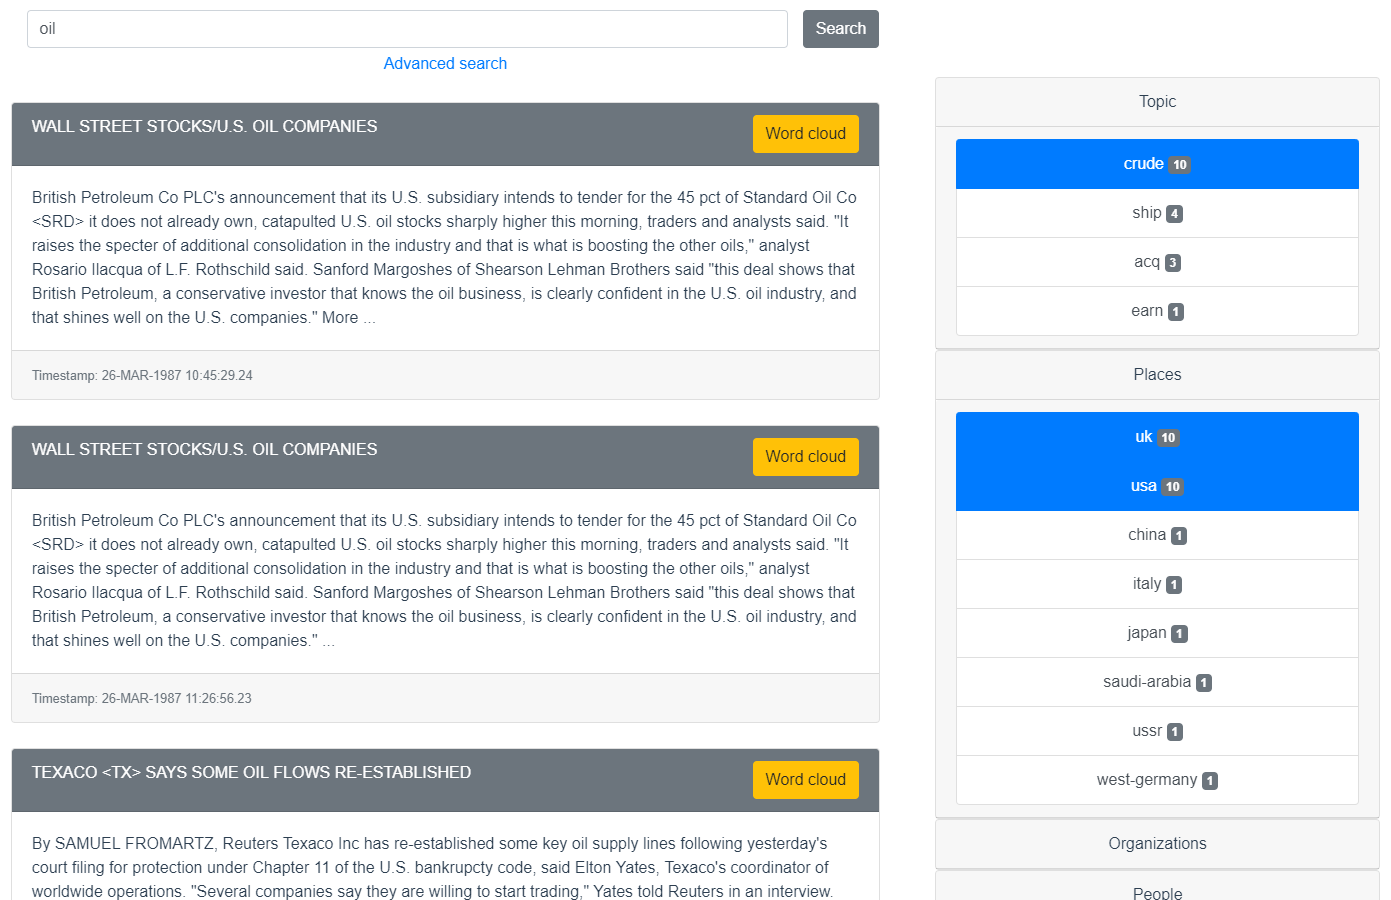 oil
Search
Advanced search
WALL STREET STOCKS/U.S. OIL COMPANIES
Word cloud
British Petroleum Co PLC's announcement that its U.S. subsidiary intends to tender for the 45 pct of Standard Oil Co
<SRD> it does not already own, catapulted U.S. oil stocks sharply higher this morning, traders and analysts said. "It
raises the specter of additional consolidation in the industry and that is what is boosting the other oils," analyst
Rosario Ilacqua of L.F. Rothschild said. Sanford Margoshes of Shearson Lehman Brothers said "this deal shows that
British Petroleum, a conservative investor that knows the oil business, is clearly confident in the U.S. oil industry, and
that shines well on the U.S. companies." More ...
Timestamp: 26-MAR-1987 10:45:29.24
WALL STREET STOCKS/U.S. OIL COMPANIES
Word cloud
British Petroleum Co PLC's announcement that its U.S. subsidiary intends to tender for the 45 pct of Standard Oil Co
<SRD> it does not already own, catapulted U.S. oil stocks sharply higher this morning, traders and analysts said. "It
raises the specter of additional consolidation in the industry and that is what is boosting the other oils," analyst
Rosario Ilacqua of L.F. Rothschild said. Sanford Margoshes of Shearson Lehman Brothers said "this deal shows that
British Petroleum, a conservative investor that knows the oil business, is clearly confident in the U.S. oil industry, and
that shines well on the U.S. companies." ...
Timestamp: 26-MAR-1987 11:26:56.23
TEXACO <TX> SAYS SOME OIL FLOWS RE-ESTABLISHED
Word cloud
By SAMUEL FROMARTZ, Reuters Texaco Inc has re-established some key oil supply lines following yesterday's
court filing for protection under Chapter 11 of the U.S. bankrupcty code, said Elton Yates, Texaco's coordinator of
worldwide operations. "Several companies say they are willing to start trading," Yates told Reuters in an interview.
Topic
crude 10
ship 4
acq 3
earn 1
Places
uk 10
usa 10
china 1
italy 1
japan 1
saudi-arabia 1
ussr 1
west-germany 1
Organizations
People